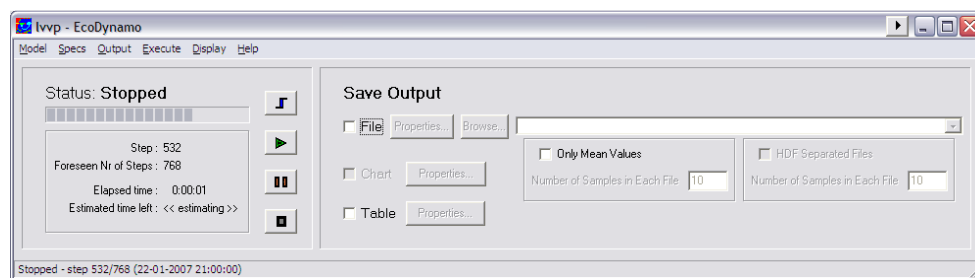 lvvp - EcoDynamo
Model Specs Output Execute Display Help
Status: Stopped
Step : 532
Foreseen Nr of Steps : 768
Elapsed time : 0:00:01
Estimated time left : << estimating >>
Save Output
File Properties... Browse...
Chart Properties...
Table Properties...
Only Mean Values
Number of Samples in Each File 10
HDF Separated Files
Number of Samples in Each File 10
Stopped - step 532/768 (22-01-2007 21:00:00)